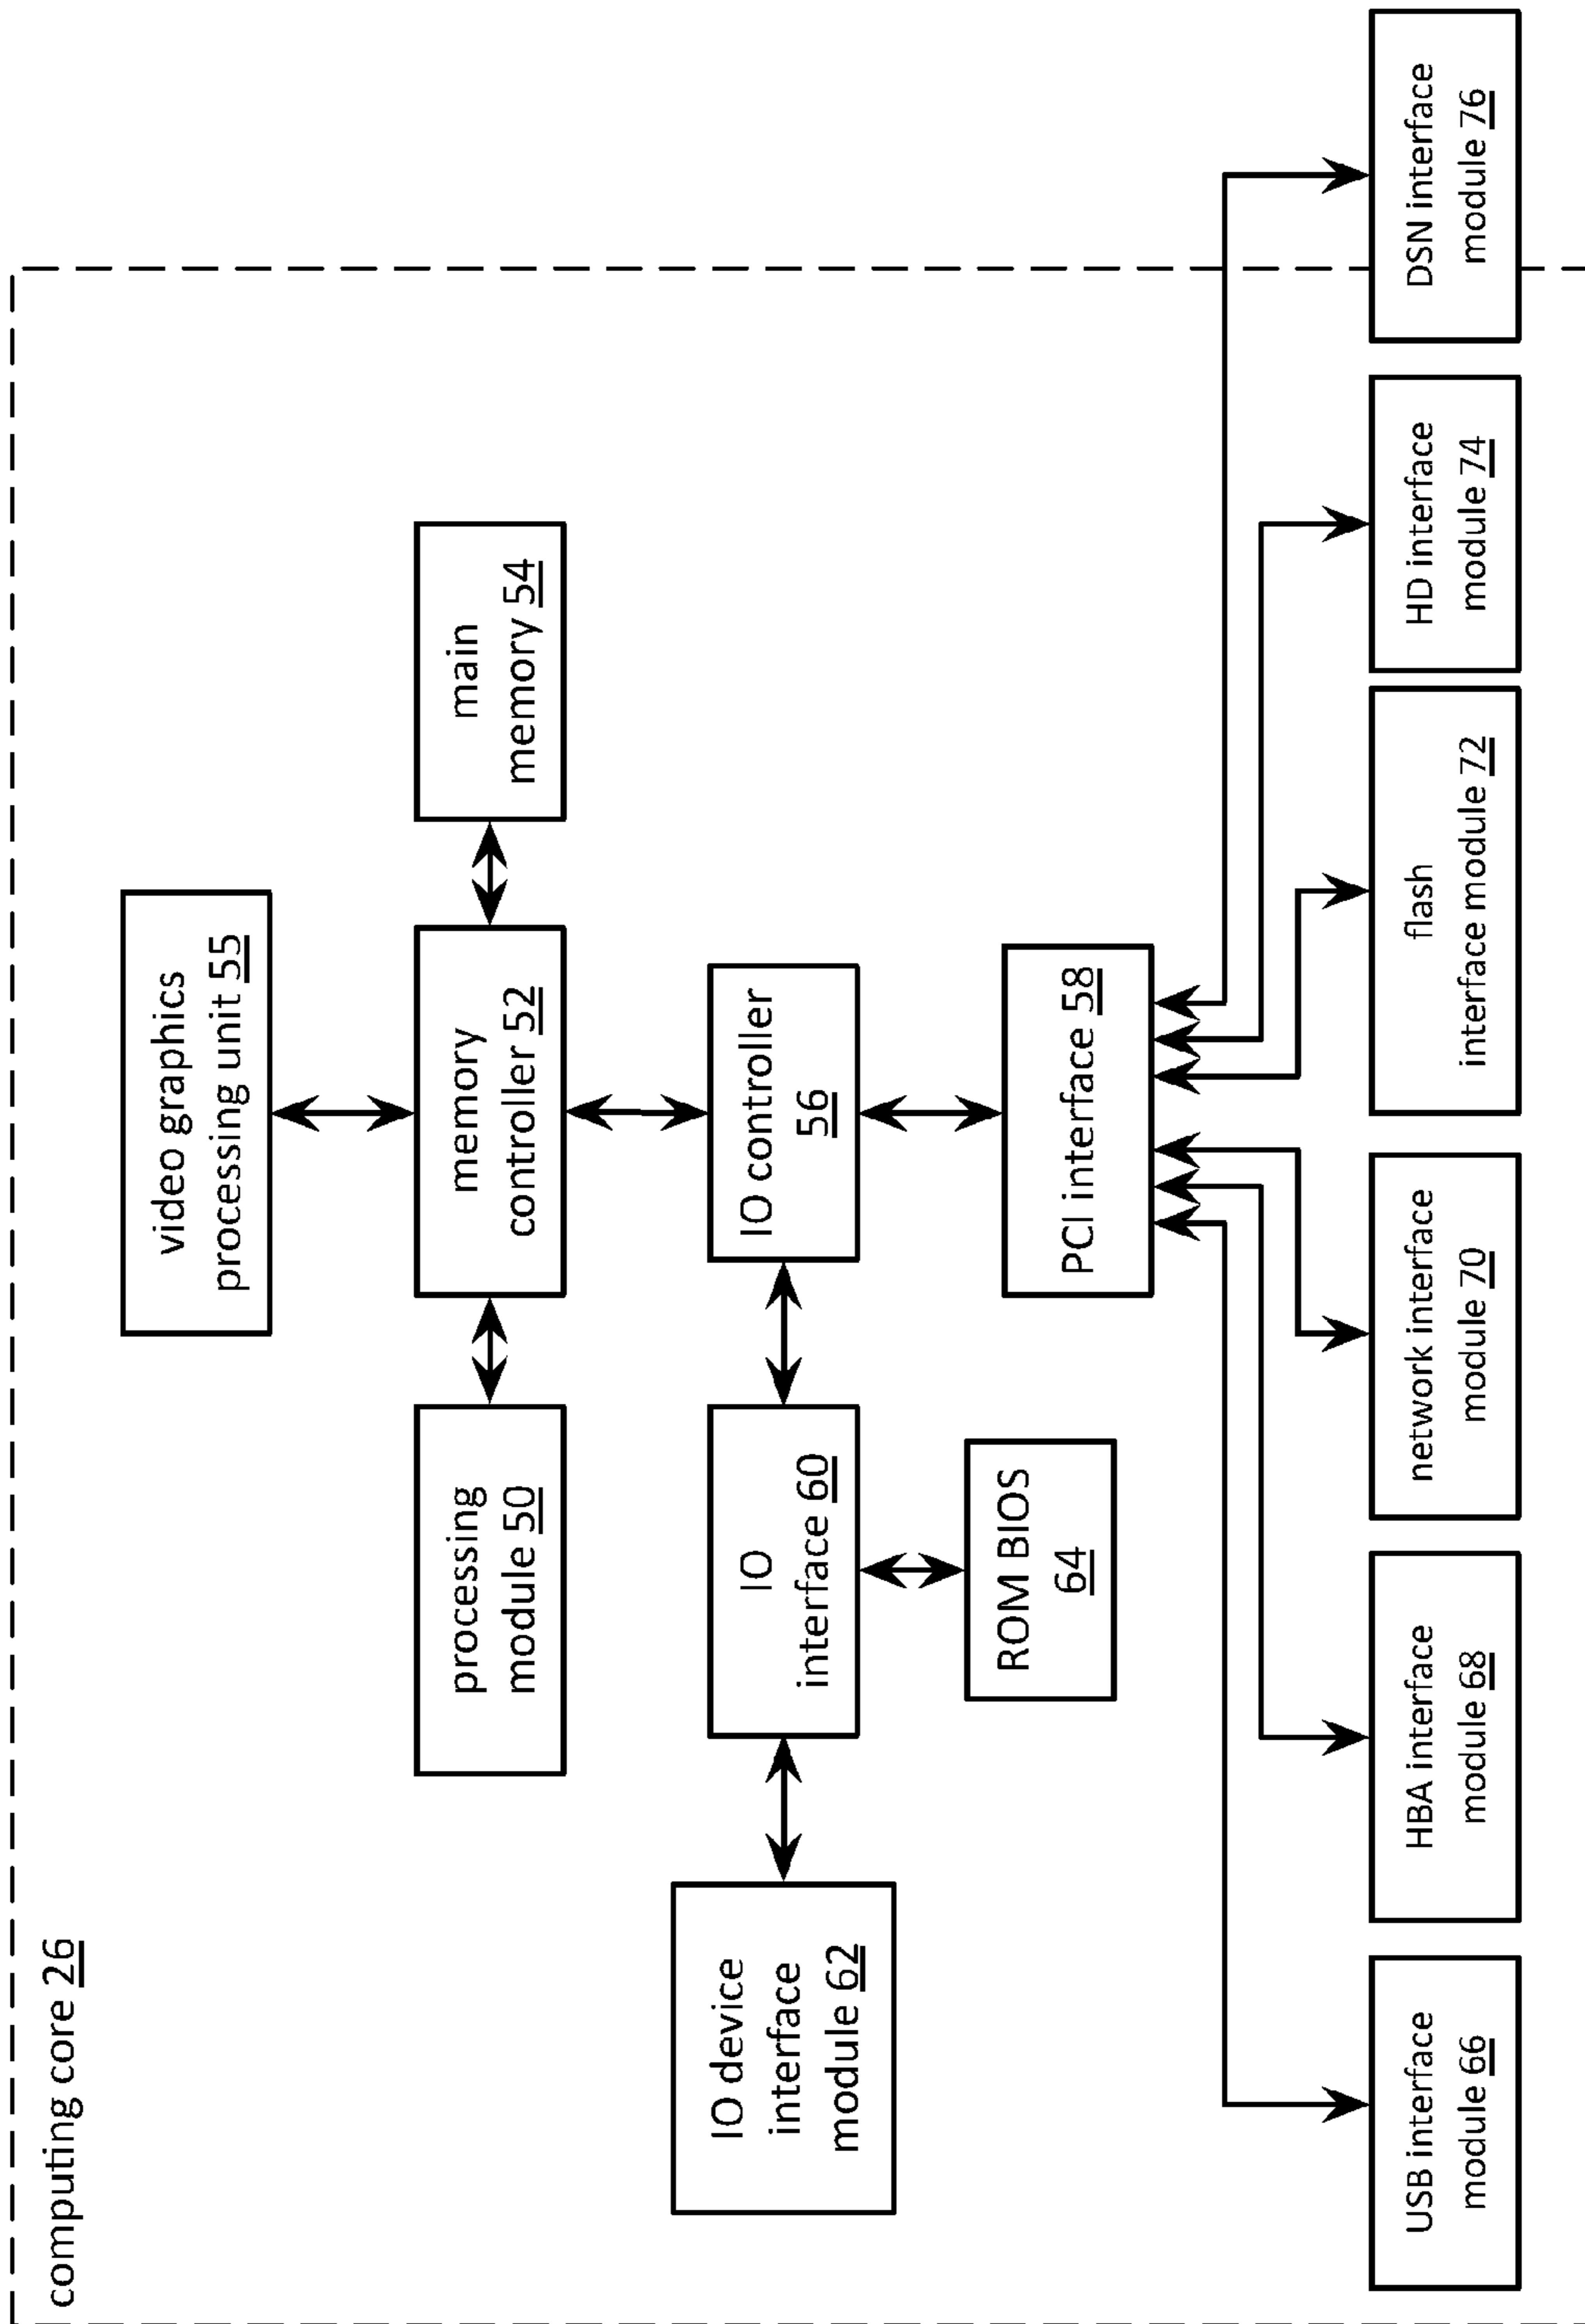 computing core 26
video graphics
processing unit 55
processing
module 50
memory
controller 52
main
memory 54
IO device
interface
module 62
IO
interface 60
IO controller
56
ROM BIOS
64
PCI interface 58
USB interface
module 66
HBA interface
module 68
network interface
module 70
flash
interface module 72
HD interface
module 74
DSN interface
module 76